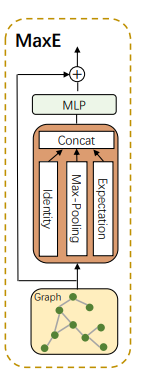 MaxE
MLP
Concat
Identity
Max-Pooling
Expectation
Graph